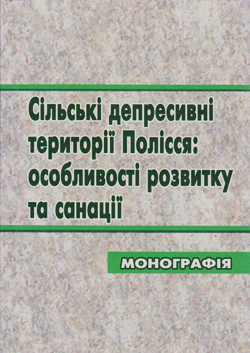 Сільські депресивні
території Полісся:
особливості розвитку
та санації
МОНОГРАФІЯ